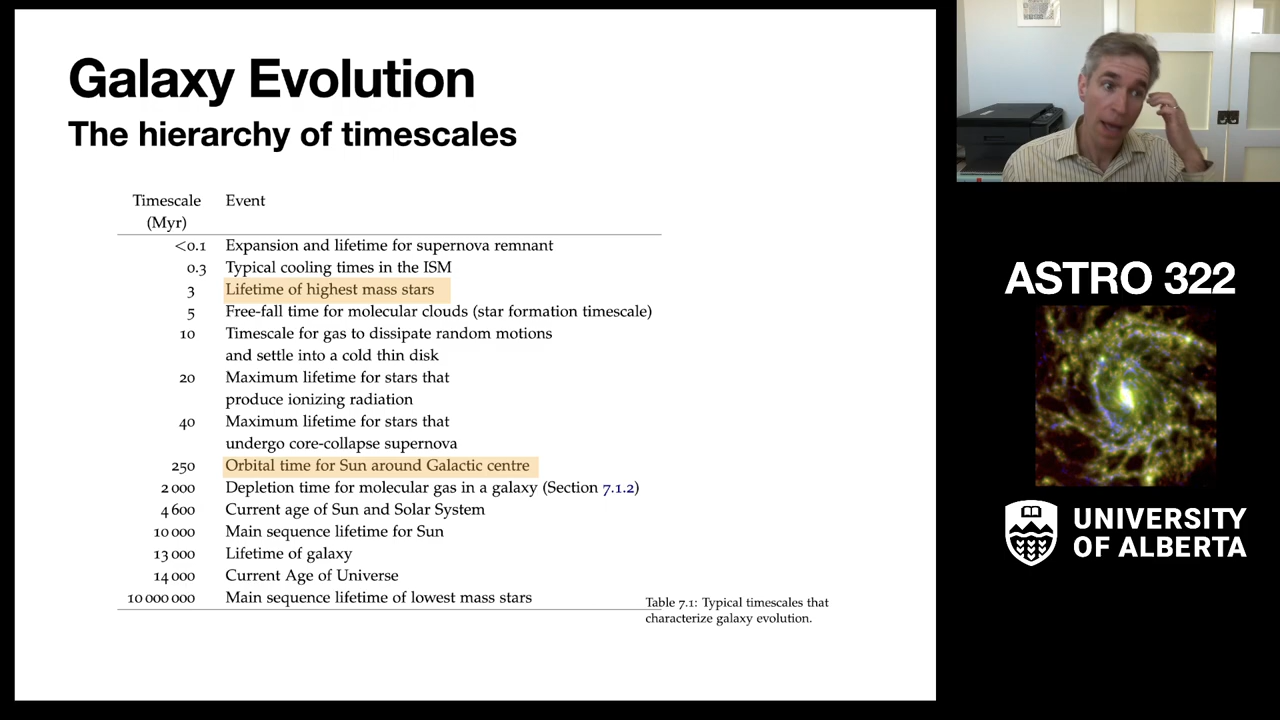 Galaxy Evolution
The hierarchy of timescales
Timescale Event
(Myr)
<0.1 Expansion and lifetime for supernova remnant
0.3 Typical cooling times in the ISM
3 Lifetime of highest mass stars
5 Free-fall time for molecular clouds (star formation timescale)
10 Timescale for gas to dissipate random motions
and settle into a cold thin disk
20 Maximum lifetime for stars that
produce ionizing radiation
40 Maximum lifetime for stars that
undergo core-collapse supernova
250 Orbital time for Sun around Galactic centre
2 000 Depletion time for molecular gas in a galaxy (Section 7.1.2)
4 600 Current age of Sun and Solar System
10 000 Main sequence lifetime for Sun
13 000 Lifetime of galaxy
14 000 Current Age of Universe
10 000 000 Main sequence lifetime of lowest mass stars
Table 7.1: Typical timescales that
characterize galaxy evolution.
ASTRO 322
UNIVERSITY
OF ALBERTA